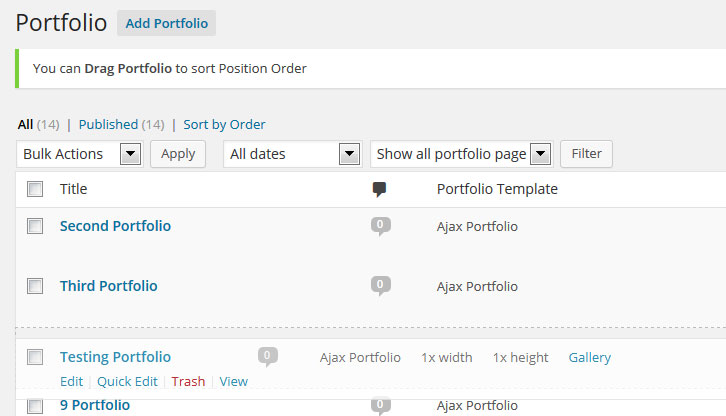 Portfolio Add Portfolio
You can Drag Portfolio to sort Position Order
All (14) | Published (14) | Sort by Order
Bulk Actions Apply All dates Show all portfolio page Filter
Title Portfolio Template
Second Portfolio 0 Ajax Portfolio
Third Portfolio 0 Ajax Portfolio
Testing Portfolio 0 Ajax Portfolio 1x width 1x height Gallery
Edit | Quick Edit | Trash | View
9 Portfolio 0 Ajax Portfolio